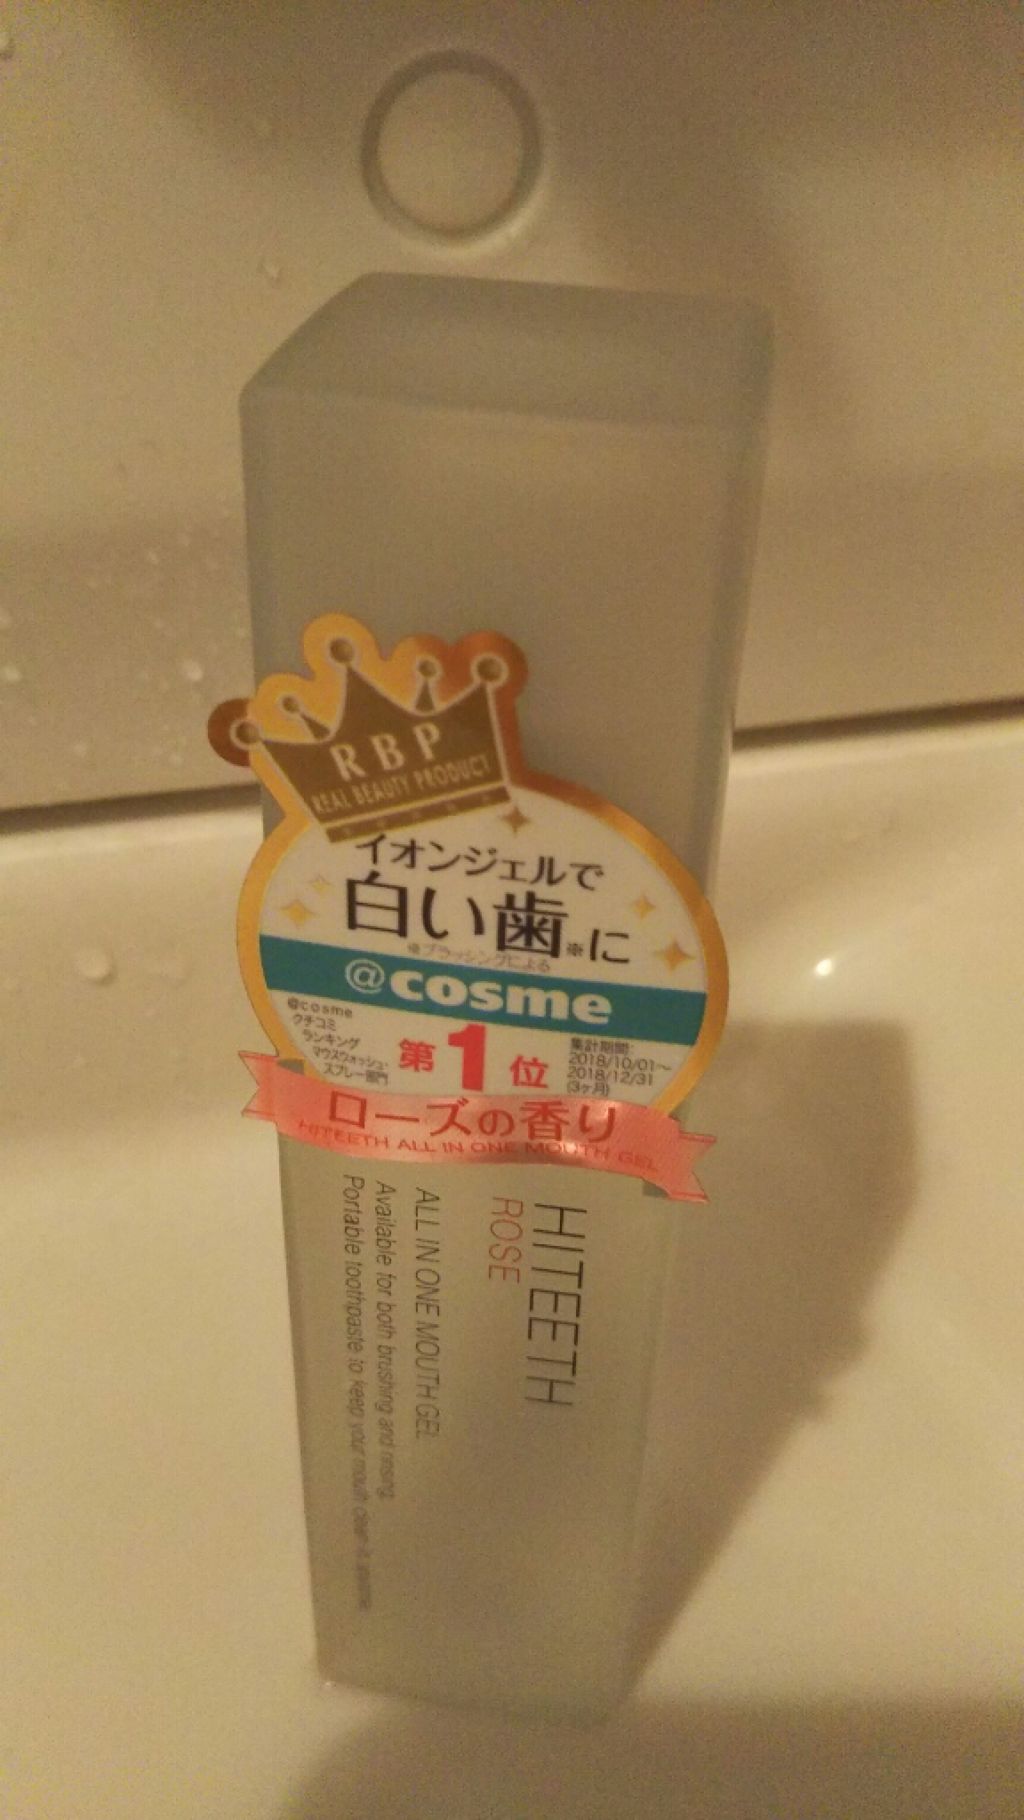 RBP
REAL BEAUTY PRODUCT
イオンジェルで
白い歯※に
※ブラッシングによる
@cosme
@cosme
クチコミ
ランキング
マウスウォッシュ・
スプレー部門
第1位
集計期間:
2018/10/01〜
2018/12/31
(3ヶ月)
ローズの香り
HITEETH ALL IN ONE MOUTH GEL
HITEETH
ROSE
ALL IN ONE MOUTH GEL
Available for both brushing and rinsing.
Portable toothpaste to keep your mouth clean